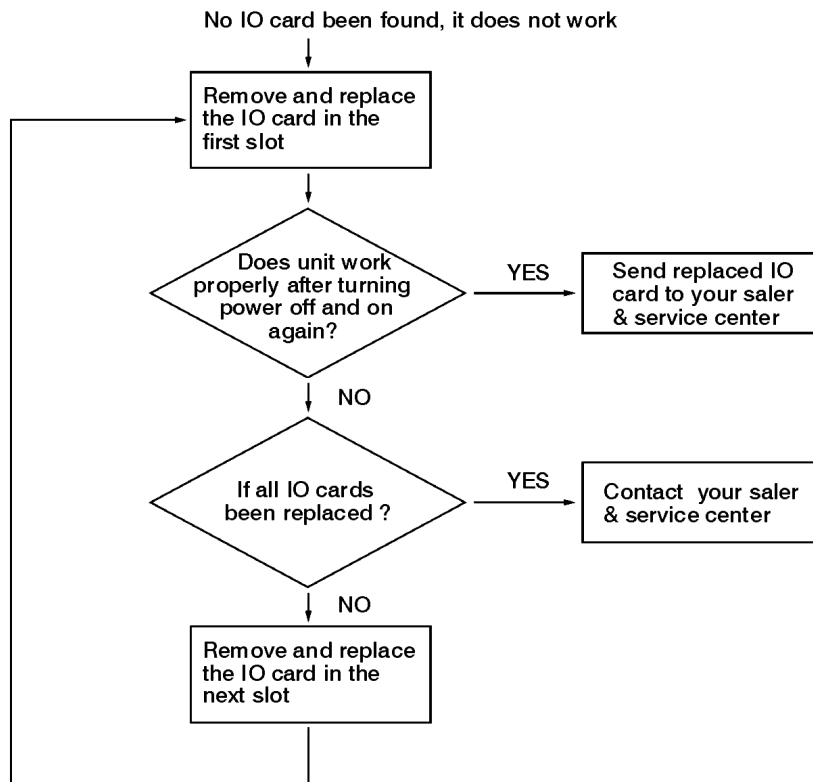 No IO card been found, it does not work
Remove and replace
the IO card in the
first slot
Does unit work
properly after turning
power off and on
again?
YES
Send replaced IO
card to your saler
& service center
NO
If all IO cards
been replaced ?
YES
Contact your saler
& service center
NO
Remove and replace
the IO card in the
next slot